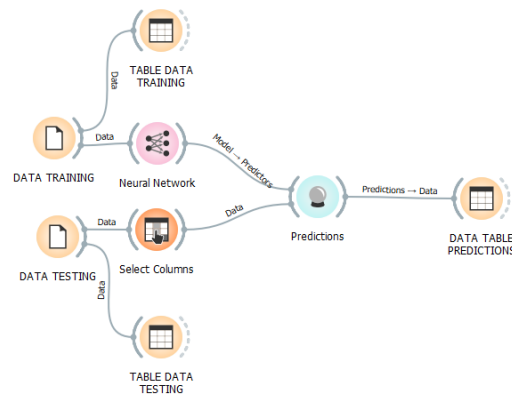 TABLE DATA
TRAINING
Data
Data
Model → Predictors
DATA TRAINING
Neural Network
Predictions → Data
Data
Data
Predictions
DATA TABLE
PREDICTIONS
DATA TESTING
Select Columns
Data
TABLE DATA
TESTING